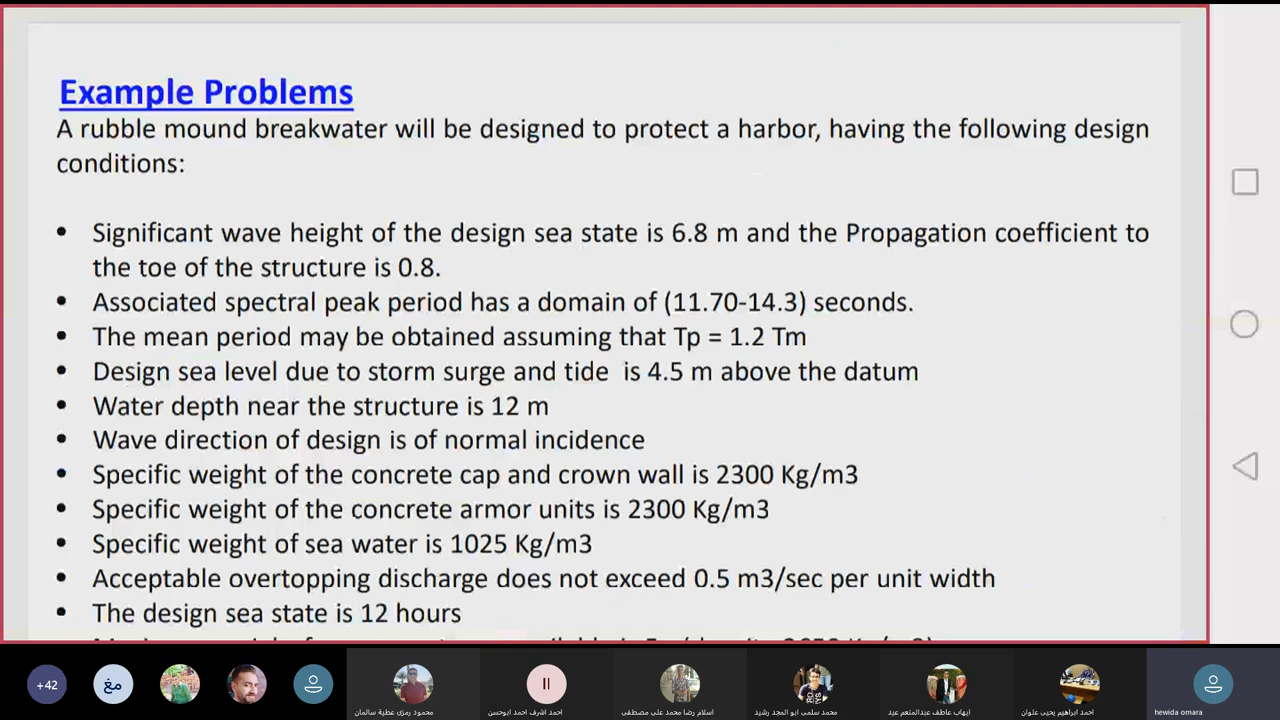 Example Problems
A rubble mound breakwater will be designed to protect a harbor, having the following design
conditions:
• Significant wave height of the design sea state is 6.8 m and the Propagation coefficient to
the toe of the structure is 0.8.
• Associated spectral peak period has a domain of (11.70-14.3) seconds.
• The mean period may be obtained assuming that Tp = 1.2 Tm
• Design sea level due to storm surge and tide is 4.5 m above the datum
• Water depth near the structure is 12 m
• Wave direction of design is of normal incidence
• Specific weight of the concrete cap and crown wall is 2300 Kg/m3
• Specific weight of the concrete armor units is 2300 Kg/m3
• Specific weight of sea water is 1025 Kg/m3
• Acceptable overtopping discharge does not exceed 0.5 m3/sec per unit width
• The design sea state is 12 hours
+42
مغ
محمود رمزى عطية سالمان
احمد اشرف احمد ابوحسن
اسلام رضا محمد على مصطفى
محمد سلمى ابو المجد رشيد
ايهاب عاطف عبدالمنعم عيد
احمد ابراهيم يحيى علوان
hewida omara